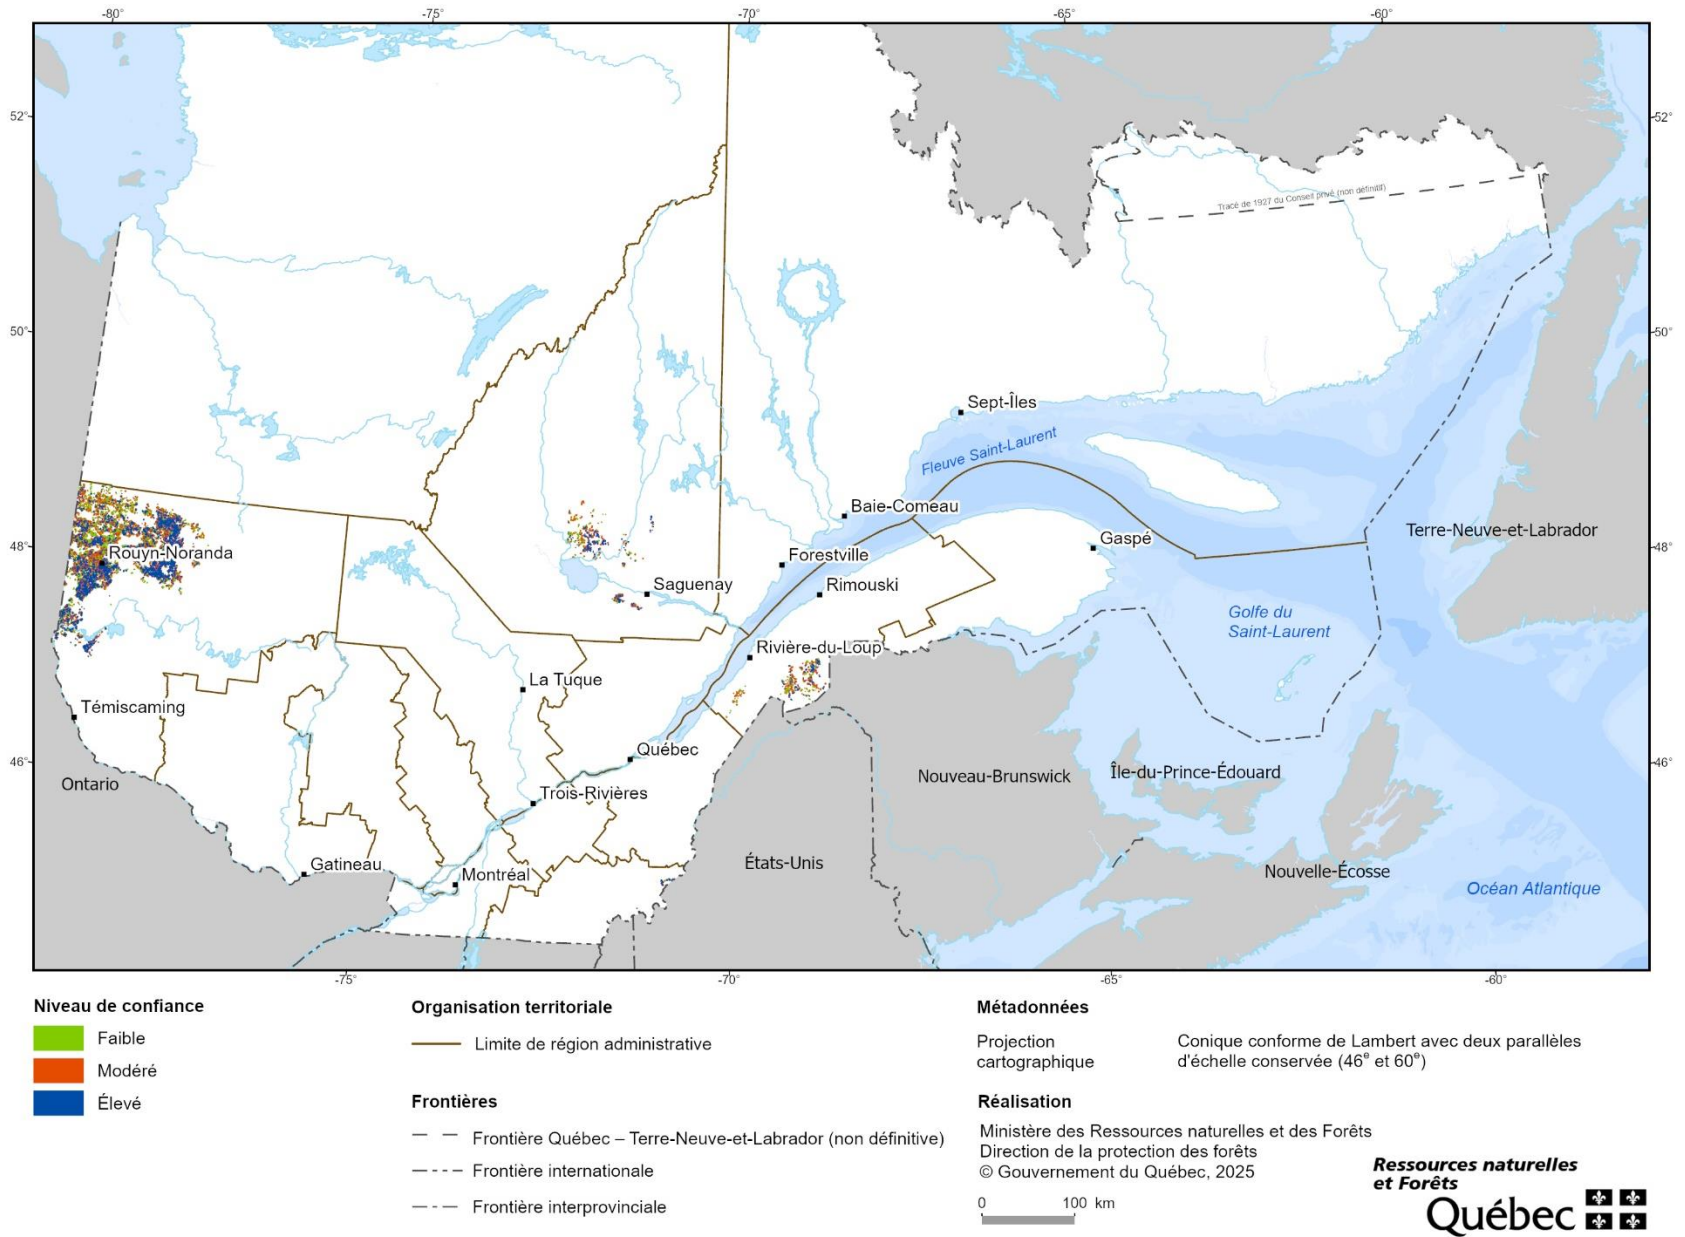 -80°
-75°
-70°
-65°
-60°
52°
52°
Tracé de 1927 du Conseil privé (non définitif)
50°
50°
Sept-Îles
Fleuve Saint-Laurent
Baie-Comeau
Terre-Neuve-et-Labrador
Gaspé
48°
48°
Rouyn-Noranda
Forestville
Saguenay
Rimouski
Golfe du
Saint-Laurent
Rivière-du-Loup
La Tuque
Témiscaming
Québec
46°
46°
Ontario
Nouveau-Brunswick
Île-du-Prince-Édouard
Trois-Rivières
États-Unis
Gatineau
Montréal
Nouvelle-Écosse
Océan Atlantique
-75°
-70°
-65°
-60°
Niveau de confiance
Faible
Modéré
Élevé
Organisation territoriale
Limite de région administrative
Frontières
Frontière Québec – Terre-Neuve-et-Labrador (non définitive)
Frontière internationale
Frontière interprovinciale
Métadonnées
Projection
cartographique
Conique conforme de Lambert avec deux parallèles
d'échelle conservée (46e et 60e)
Réalisation
Ministère des Ressources naturelles et des Forêts
Direction de la protection des forêts
© Gouvernement du Québec, 2025
0 100 km
Ressources naturelles
et Forêts
Québec